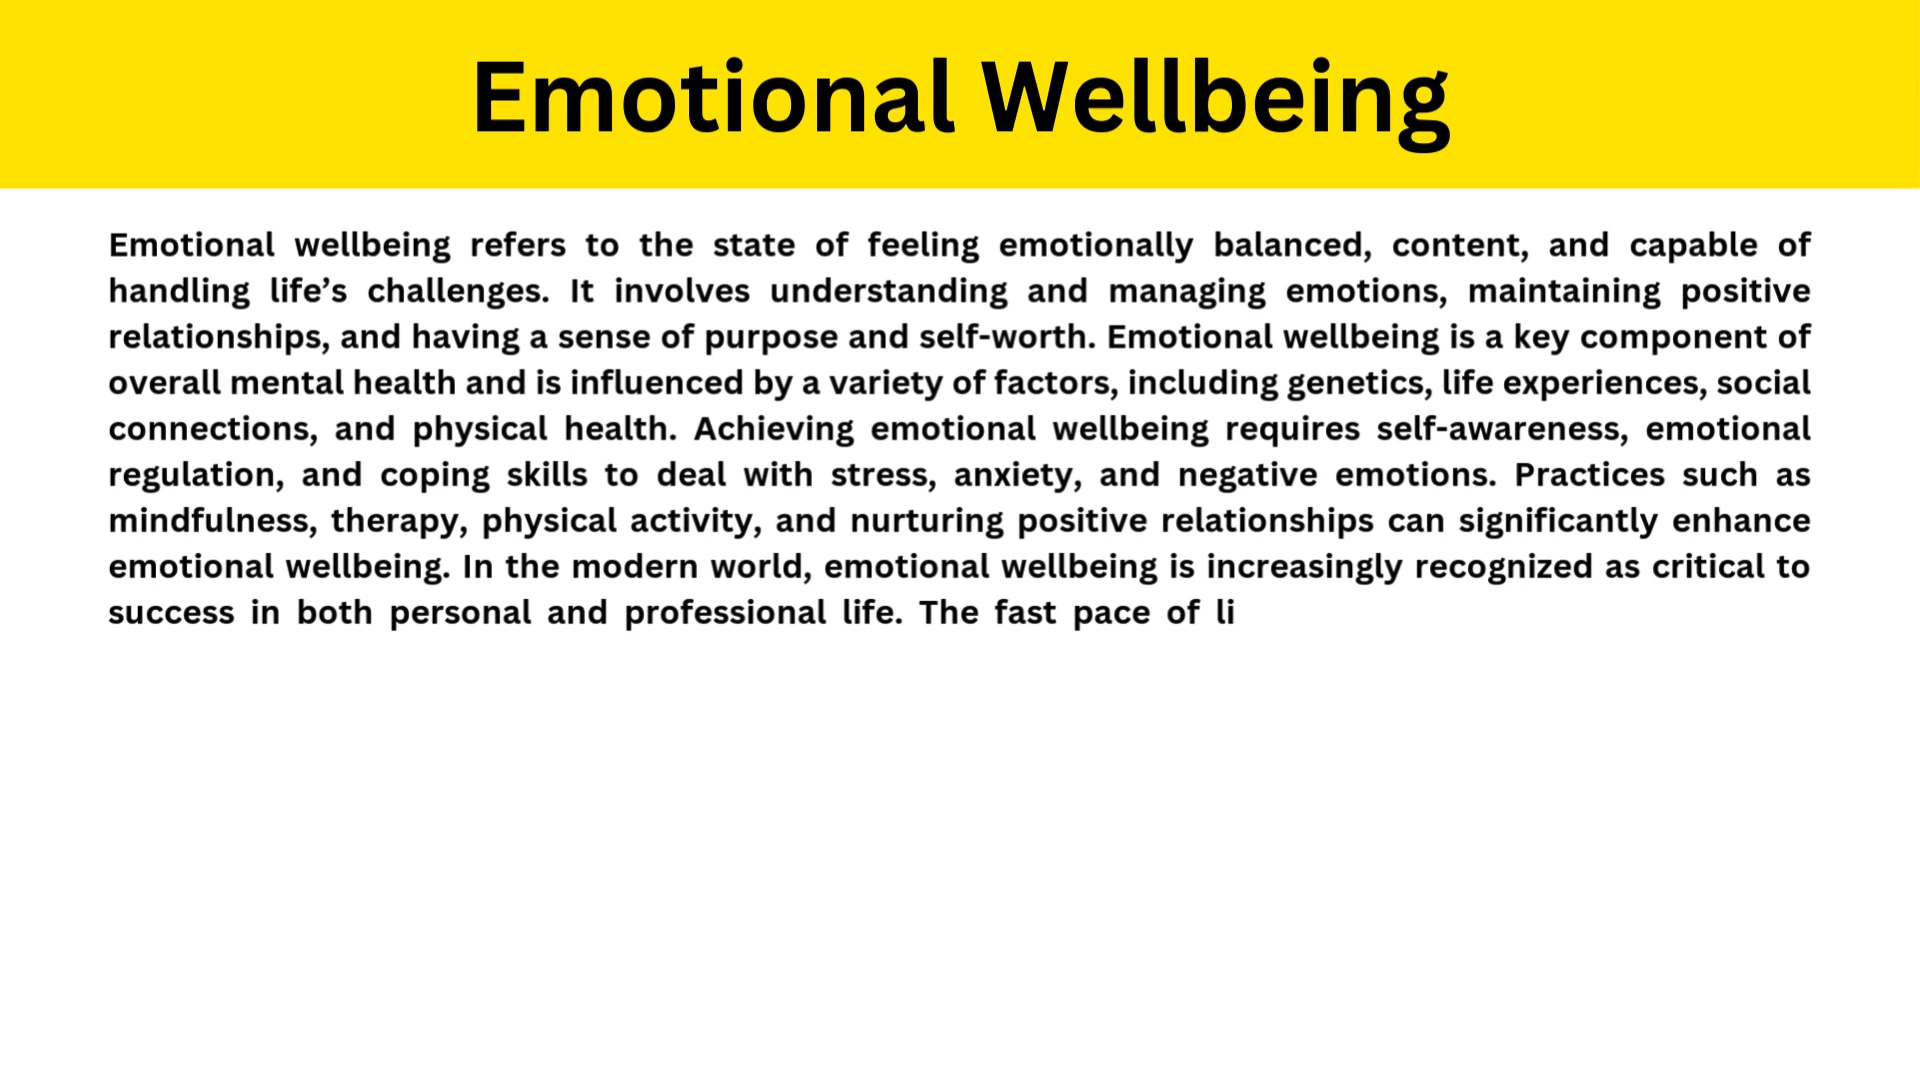 Emotional Wellbeing
Emotional wellbeing refers to the state of feeling emotionally balanced, content, and capable of
handling life’s challenges. It involves understanding and managing emotions, maintaining positive
relationships, and having a sense of purpose and self-worth. Emotional wellbeing is a key component of
overall mental health and is influenced by a variety of factors, including genetics, life experiences, social
connections, and physical health. Achieving emotional wellbeing requires self-awareness, emotional
regulation, and coping skills to deal with stress, anxiety, and negative emotions. Practices such as
mindfulness, therapy, physical activity, and nurturing positive relationships can significantly enhance
emotional wellbeing. In the modern world, emotional wellbeing is increasingly recognized as critical to
success in both personal and professional life. The fast pace of li